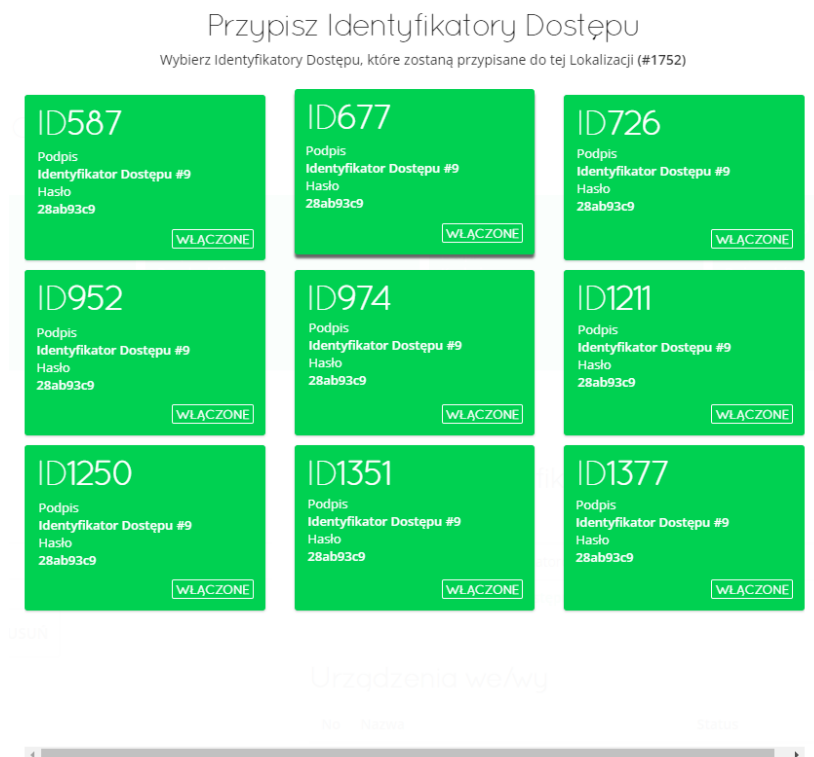 Przypisz Identyfikatory Dostępu
Wybierz Identyfikatory Dostępu, które zostaną przypisane do tej Lokalizacji (#1752)
ID587
Podpis
Identyfikator Dostępu #9
Hasło
28ab93c9
WŁĄCZONE
ID677
Podpis
Identyfikator Dostępu #9
Hasło
28ab93c9
WŁĄCZONE
ID726
Podpis
Identyfikator Dostępu #9
Hasło
28ab93c9
WŁĄCZONE
ID952
Podpis
Identyfikator Dostępu #9
Hasło
28ab93c9
WŁĄCZONE
ID974
Podpis
Identyfikator Dostępu #9
Hasło
28ab93c9
WŁĄCZONE
ID1211
Podpis
Identyfikator Dostępu #9
Hasło
28ab93c9
WŁĄCZONE
ID1250
Podpis
Identyfikator Dostępu #9
Hasło
28ab93c9
WŁĄCZONE
ID1351
Podpis
Identyfikator Dostępu #9
Hasło
28ab93c9
WŁĄCZONE
ID1377
Podpis
Identyfikator Dostępu #9
Hasło
28ab93c9
WŁĄCZONE
Urządzenia we/wy